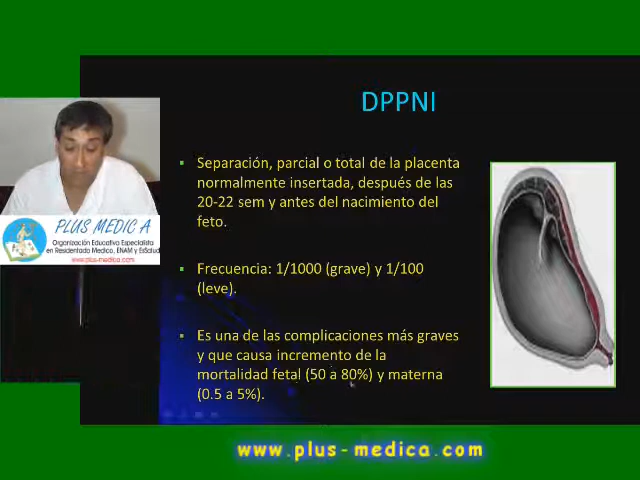 DPPNI
▪ Separación, parcial o total de la placenta
normalmente insertada, después de las
20-22 sem y antes del nacimiento del
feto.
▪ Frecuencia: 1/1000 (grave) y 1/100
(leve).
▪ Es una de las complicaciones más graves
y que causa incremento de la
mortalidad fetal (50 a 80%) y materna
(0.5 a 5%).
PLUS MEDIC A
Organización Educativa Especialista
en Residentado Medico, ENAM y EsSalud
www.plus-medica.com
www.plus-medica.com